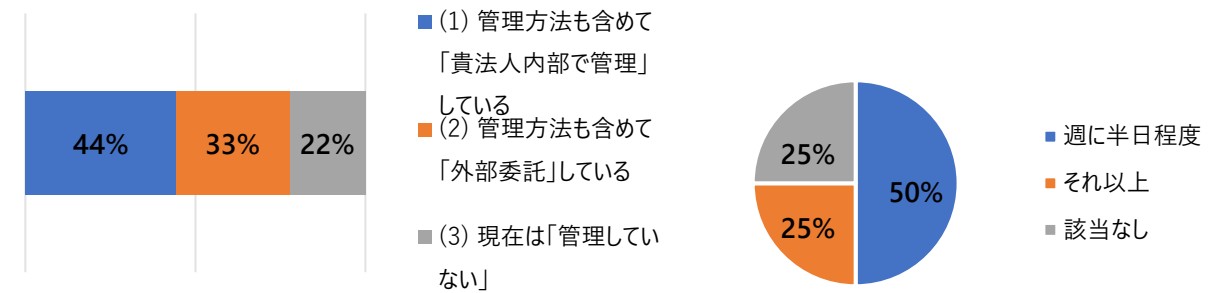 44%
33%
22%
(1) 管理方法も含めて
「貴法人内部で管理」
している
(2) 管理方法も含めて
「外部委託」している
(3) 現在は「管理してい
ない」
25%
50%
25%
週に半日程度
それ以上
該当なし